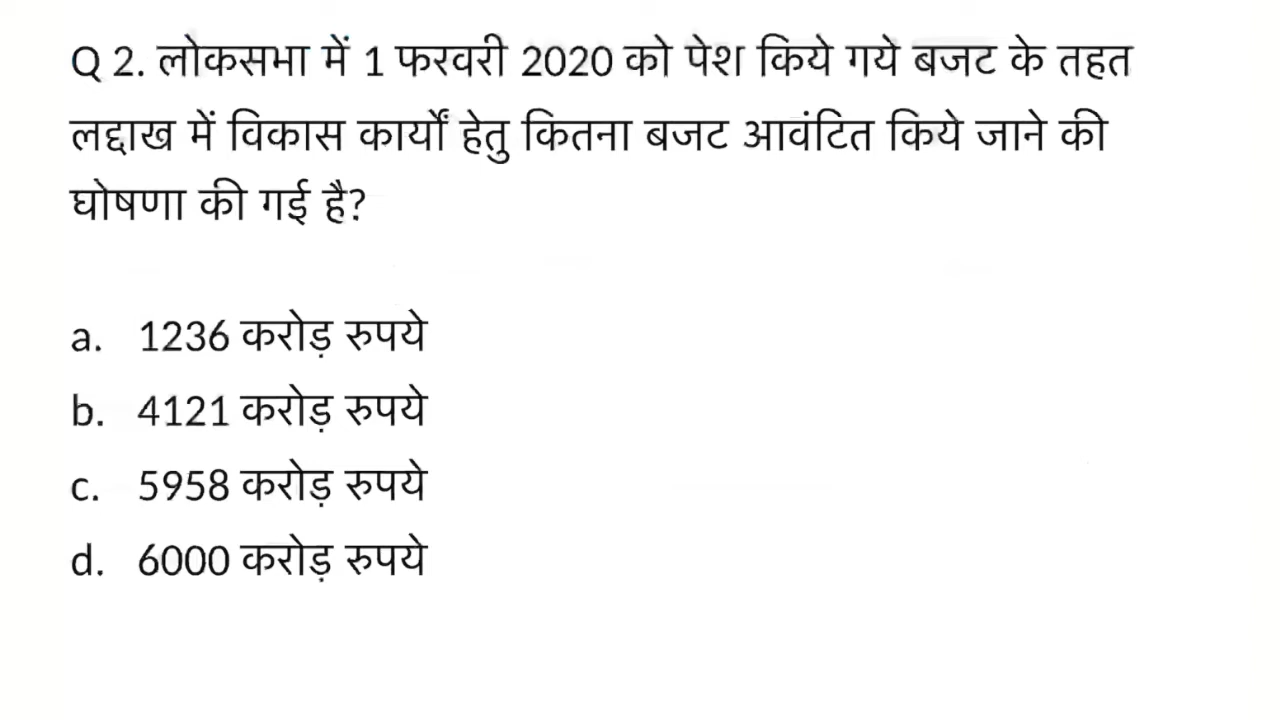 Q 2. लोकसभा में 1 फरवरी 2020 को पेश किये गये बजट के तहत
लद्दाख में विकास कार्यों हेतु कितना बजट आवंटित किये जाने की
घोषणा की गई है?
a. 1236 करोड़ रुपये
b. 4121 करोड़ रुपये
c. 5958 करोड़ रुपये
d. 6000 करोड़ रुपये